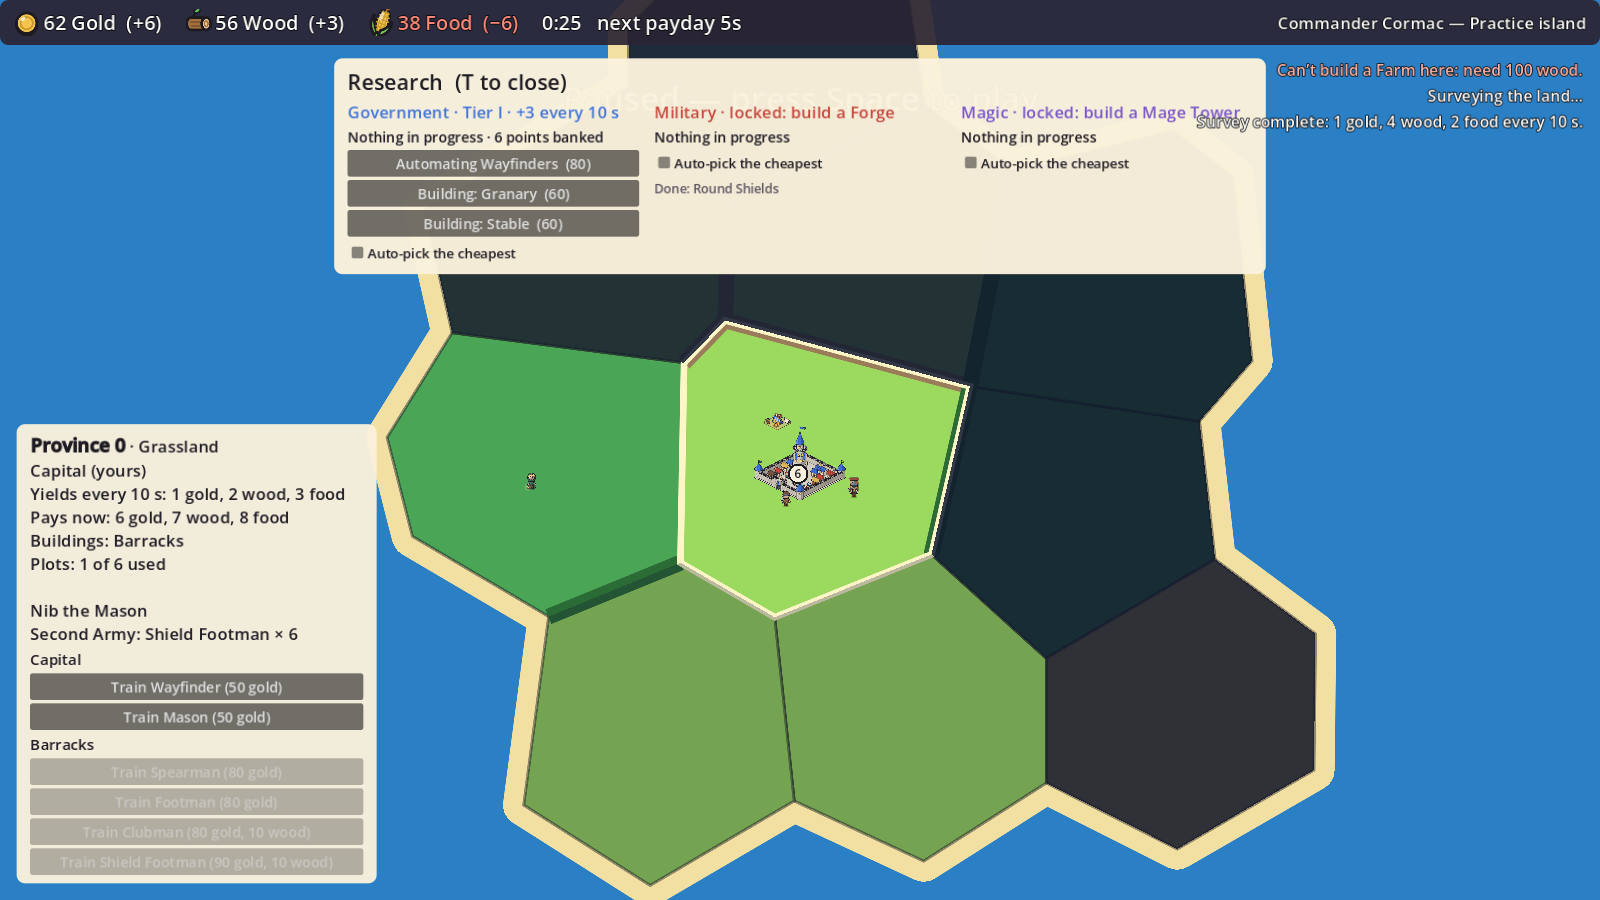 62 Gold (+6) 56 Wood (+3) 38 Food (−6) 0:25 next payday 5s
Commander Cormac — Practice island
Can't build a Farm here: need 100 wood.
Surveying the land...
Survey complete: 1 gold, 4 wood, 2 food every 10 s.
Research (T to close)
press Space to play
Government · Tier I · +3 every 10 s
Nothing in progress · 6 points banked
Automating Wayfinders (80)
Building: Granary (60)
Building: Stable (60)
Auto-pick the cheapest
Military · locked: build a Forge
Nothing in progress
Auto-pick the cheapest
Done: Round Shields
Magic · locked: build a Mage Tower
Nothing in progress
Auto-pick the cheapest
6
Province 0 · Grassland
Capital (yours)
Yields every 10 s: 1 gold, 2 wood, 3 food
Pays now: 6 gold, 7 wood, 8 food
Buildings: Barracks
Plots: 1 of 6 used
Nib the Mason
Second Army: Shield Footman × 6
Capital
Train Wayfinder (50 gold)
Train Mason (50 gold)
Barracks
Train Spearman (80 gold)
Train Footman (80 gold)
Train Clubman (80 gold, 10 wood)
Train Shield Footman (90 gold, 10 wood)